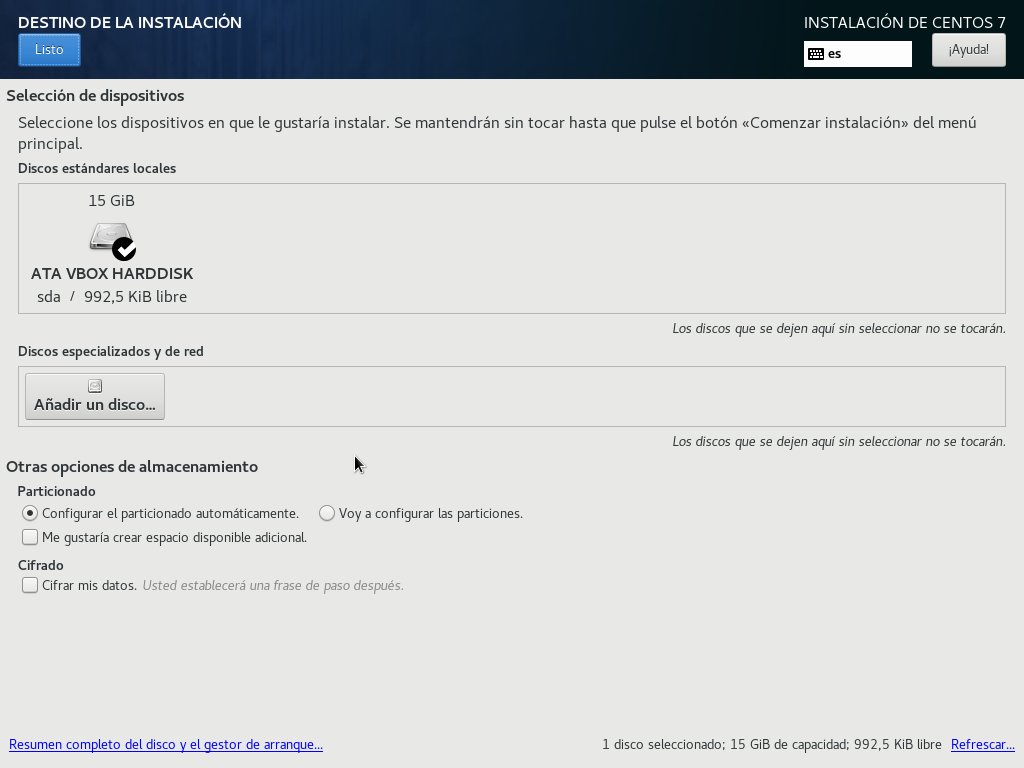 DESTINO DE LA INSTALACIÓN
INSTALACIÓN DE CENTOS 7
Listo
es
¡Ayuda!
Selección de dispositivos
Seleccione los dispositivos en que le gustaría instalar. Se mantendrán sin tocar hasta que pulse el botón «Comenzar instalación» del menú
principal.
Discos estándares locales
15 GiB
ATA VBOX HARDDISK
sda / 992,5 KiB libre
Los discos que se dejen aquí sin seleccionar no se tocarán.
Discos especializados y de red
Añadir un disco...
Los discos que se dejen aquí sin seleccionar no se tocarán.
Otras opciones de almacenamiento
Particionado
Configurar el particionado automáticamente. Voy a configurar las particiones.
Me gustaría crear espacio disponible adicional.
Cifrado
Cifrar mis datos. Usted establecerá una frase de paso después.
Resumen completo del disco y el gestor de arranque...
1 disco seleccionado; 15 GiB de capacidad; 992,5 KiB libre Refrescar...